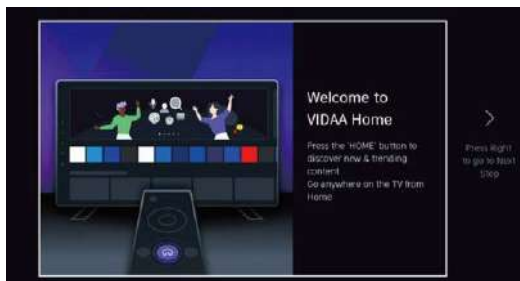 Welcome to
VIDAA Home
Press the 'HOME' button to
discover new & trending
content
Go anywhere on the TV from
Home
Press Right
to go to Next
Step